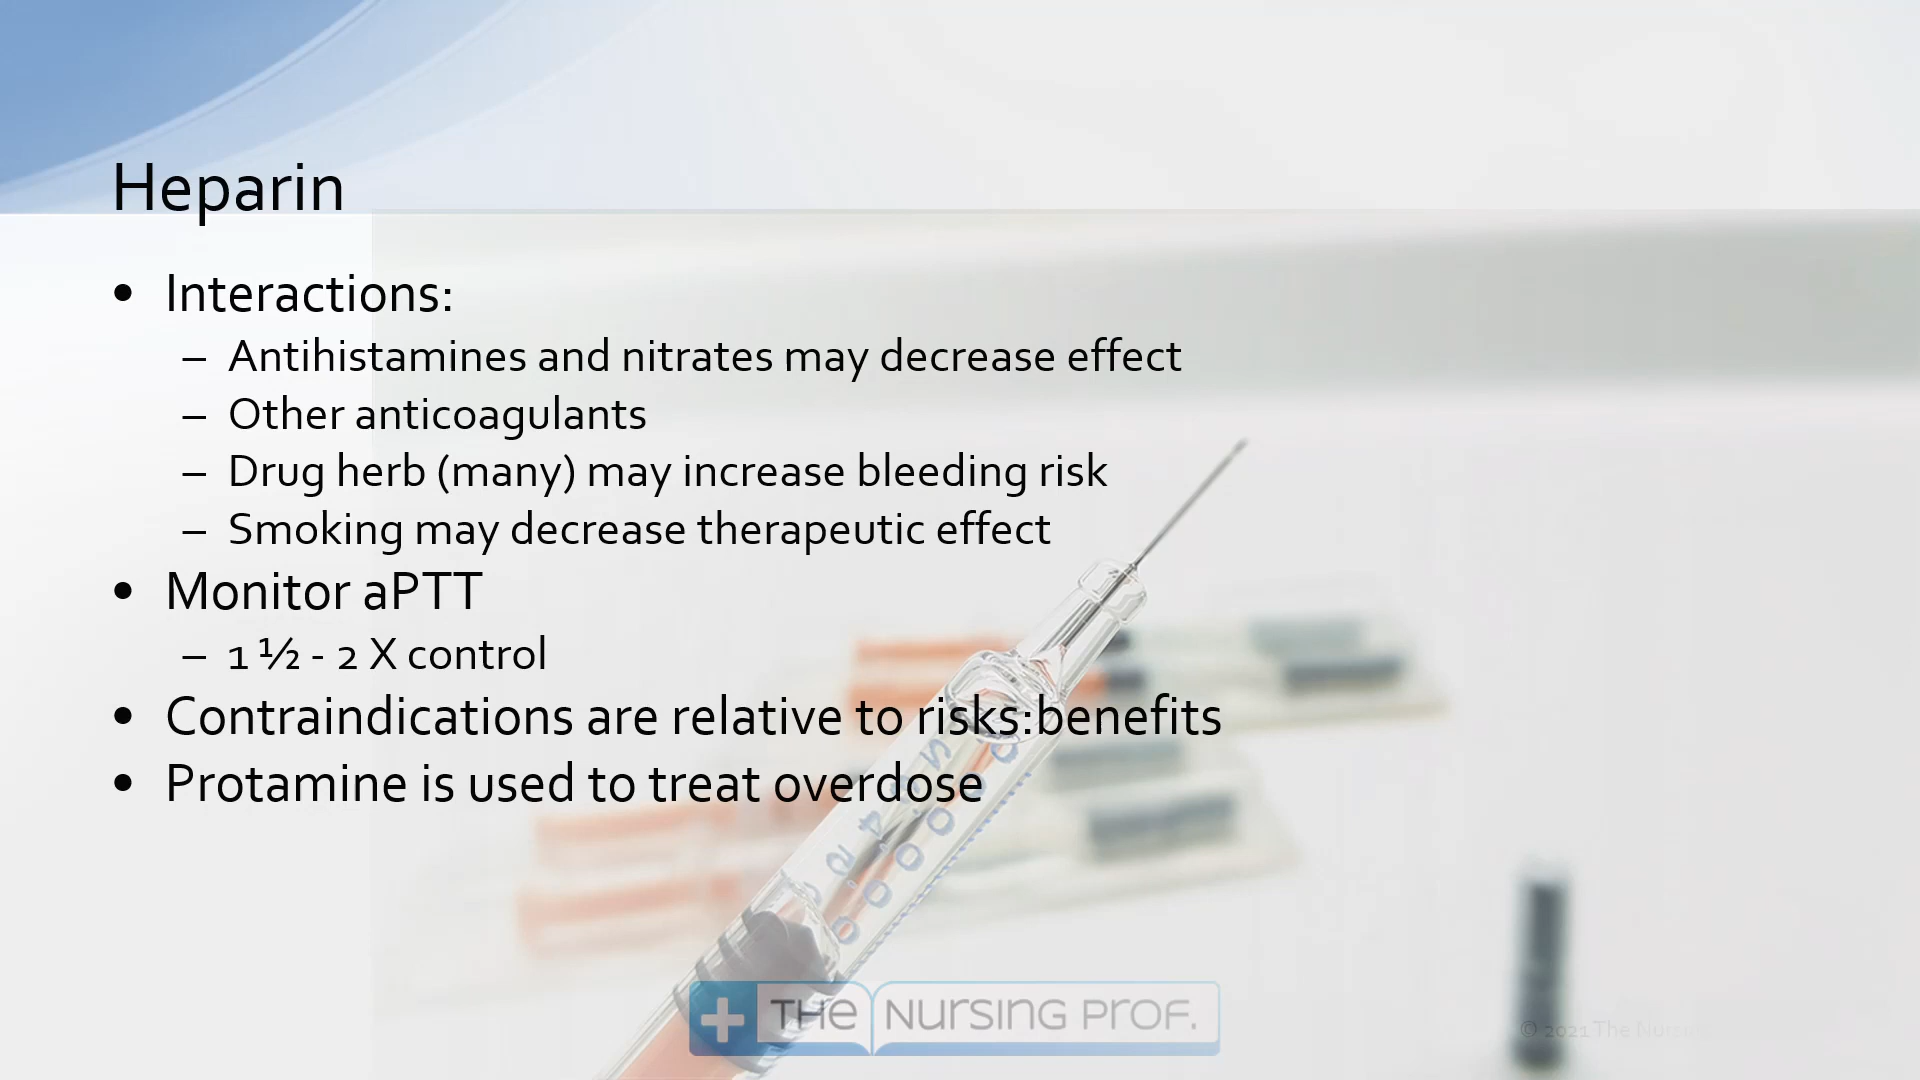 Heparin
• Interactions:
– Antihistamines and nitrates may decrease effect
– Other anticoagulants
– Drug herb (many) may increase bleeding risk
– Smoking may decrease therapeutic effect
• Monitor aPTT
– 1 ½ - 2 X control
• Contraindications are relative to risks:benefits
• Protamine is used to treat overdose
THE NURSING PROF.
© 2021 The